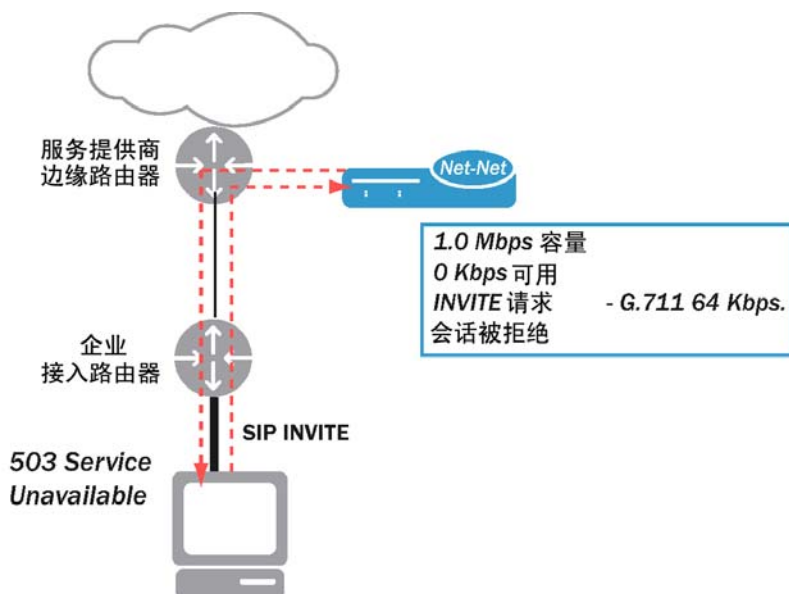 服务提供商
边缘路由器
Net-Net
1.0 Mbps 容量
0 Kbps 可用
INVITE 请求 - G.711 64 Kbps.
会话被拒绝
企业
接入路由器
SIP INVITE
503 Service
Unavailable